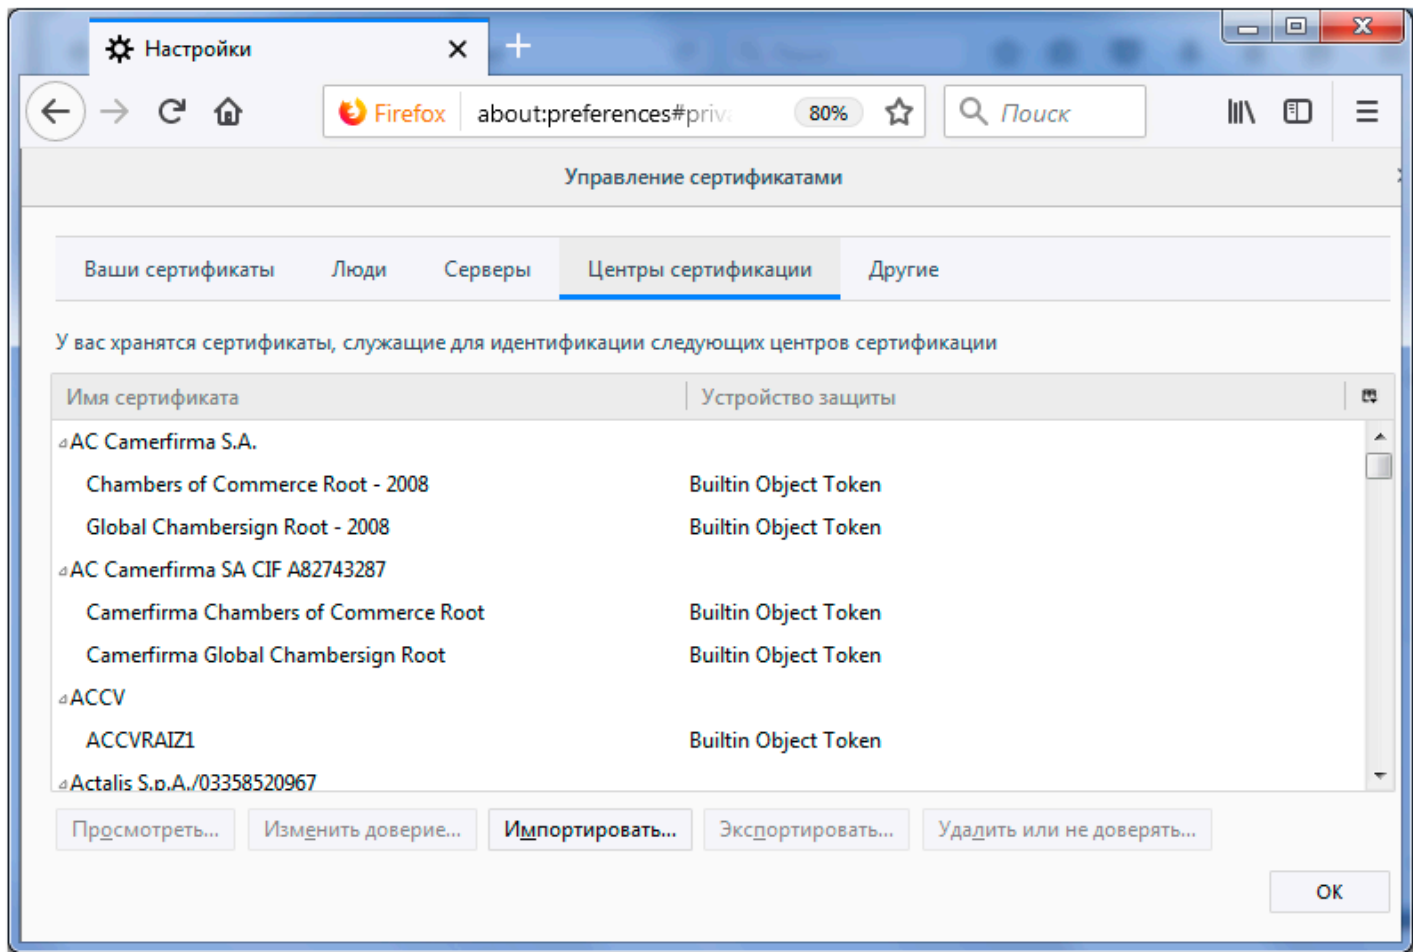 Настройки
Firefox about:preferences#priv 80% Поиск
Управление сертификатами
Ваши сертификаты Люди Серверы Центры сертификации Другие
У вас хранятся сертификаты, служащие для идентификации следующих центров сертификации
Имя сертификата Устройство защиты
AC Camerfirma S.A.
Chambers of Commerce Root - 2008 Builtin Object Token
Global Chambersign Root - 2008 Builtin Object Token
AC Camerfirma SA CIF A82743287
Camerfirma Chambers of Commerce Root Builtin Object Token
Camerfirma Global Chambersign Root Builtin Object Token
ACCV
ACCVRAIZ1 Builtin Object Token
Actalis S.p.A./03358520967
Просмотреть... Изменить доверие... Импортировать... Экспортировать... Удалить или не доверять...
ОК